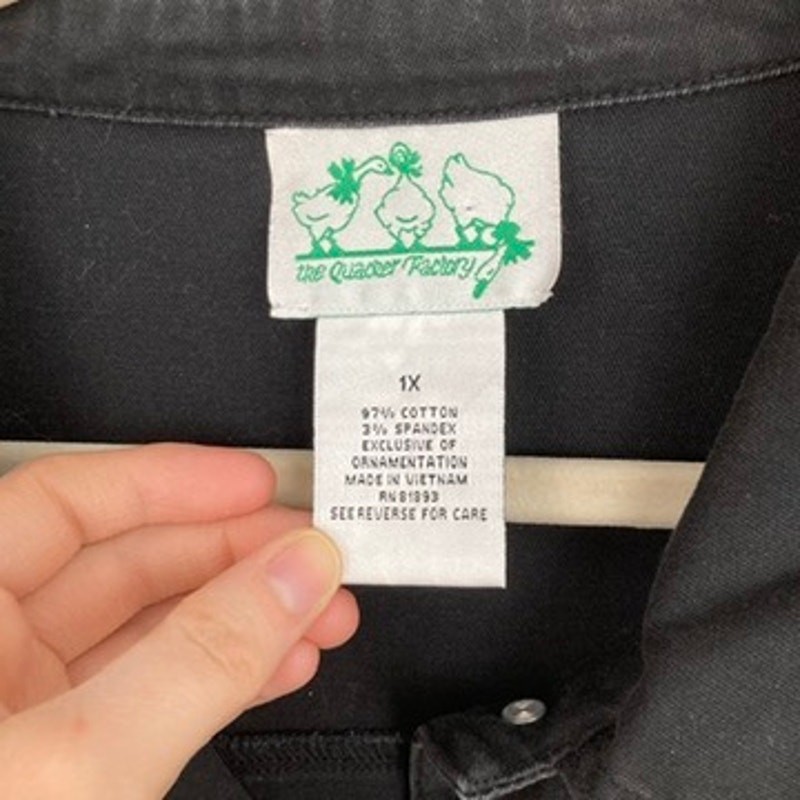 the Quacker Factory
1X
97% COTTON
3% SPANDEX
EXCLUSIVE OF
ORNAMENTATION
MADE IN VIETNAM
RN 81893
SEE REVERSE FOR CARE